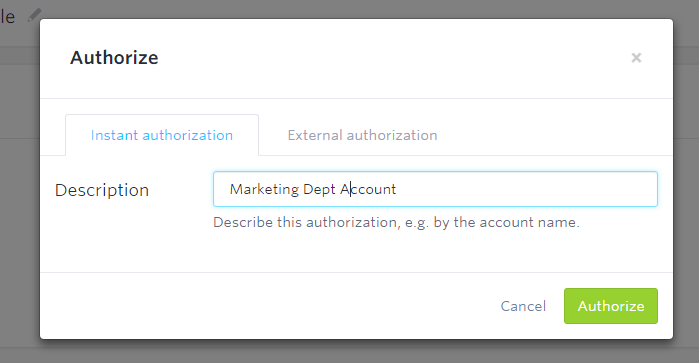 le
Authorize
×
Instant authorization External authorization
Description Marketing Dept Account
Describe this authorization, e.g. by the account name.
Cancel Authorize